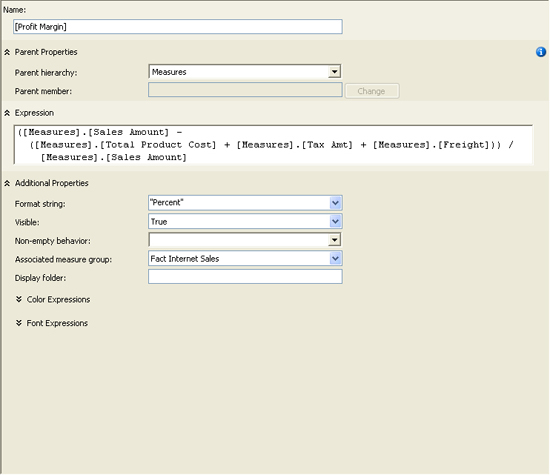 Name:
[Profit Margin]
Parent Properties
Parent hierarchy: Measures
Parent member: Change
Expression
([Measures].[Sales Amount] -
([Measures].[Total Product Cost] + [Measures].[Tax Amt] + [Measures].[Freight])) /
[Measures].[Sales Amount]
Additional Properties
Format string: "Percent"
Visible: True
Non-empty behavior:
Associated measure group: Fact Internet Sales
Display folder:
Color Expressions
Font Expressions